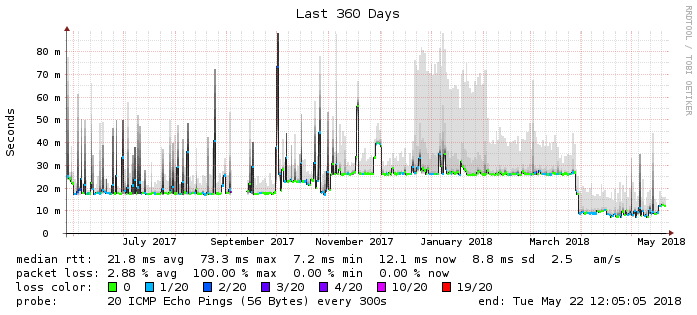 Last 360 Days
RRDTOOL / TOBI OETIKER
Seconds
80 m
70 m
60 m
50 m
40 m
30 m
20 m
10 m
0
July 2017 September 2017 November 2017 January 2018 March 2018 May 2018
median rtt: 21.8 ms avg 73.3 ms max 7.2 ms min 12.1 ms now 8.8 ms sd 2.5 am/s
packet loss: 2.88 % avg 100.00 % max 0.00 % min 0.00 % now
loss color: 0 1/20 2/20 3/20 4/20 10/20 19/20
probe: 20 ICMP Echo Pings (56 Bytes) every 300s end: Tue May 22 12:05:05 2018